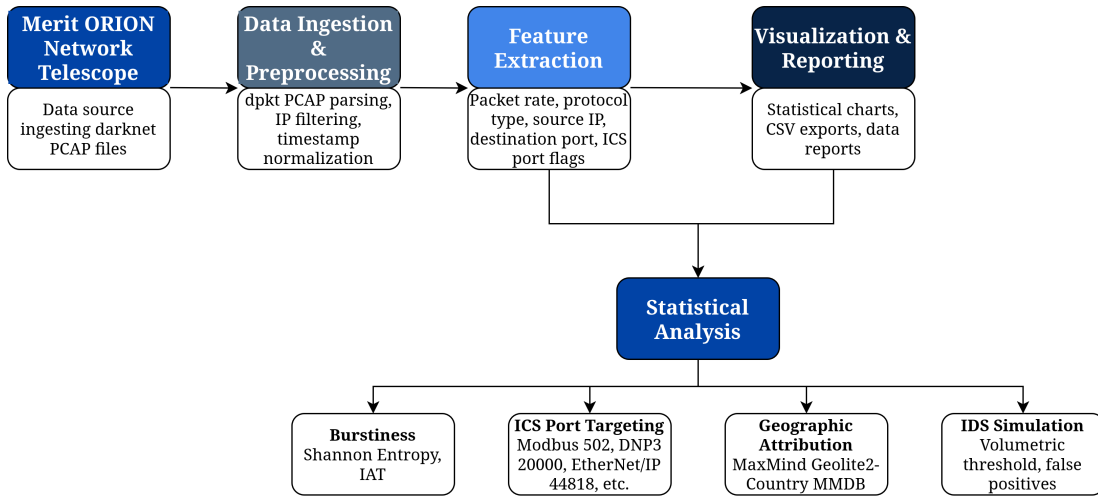 Merit ORION
Network
Telescope
Data source
ingesting darknet
PCAP files
Data Ingestion
&
Preprocessing
dpkt PCAP parsing,
IP filtering,
timestamp
normalization
Feature
Extraction
Packet rate, protocol
type, source IP,
destination port, ICS
port flags
Visualization &
Reporting
Statistical charts,
CSV exports, data
reports
Statistical
Analysis
Burstiness
Shannon Entropy,
IAT
ICS Port Targeting
Modbus 502, DNP3
20000, EtherNet/IP
44818, etc.
Geographic
Attribution
MaxMind Geolite2-
Country MMDB
IDS Simulation
Volumetric
threshold, false
positives